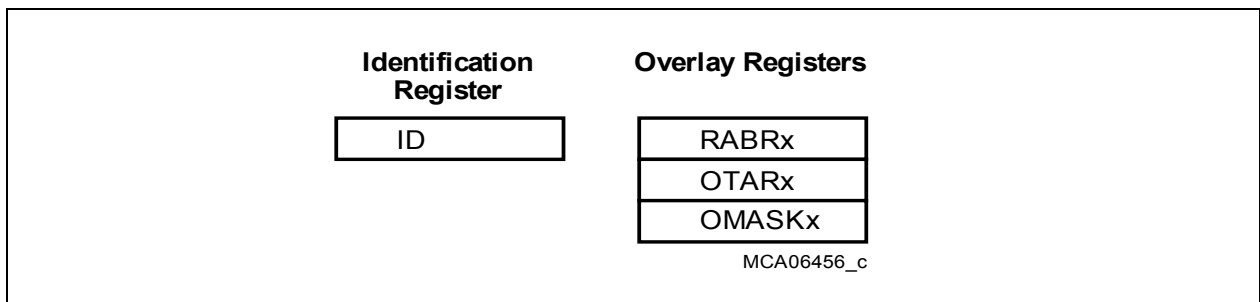 Identification
Register
ID
Overlay Registers
RABRx
OTARx
OMASKx
MCA06456_c